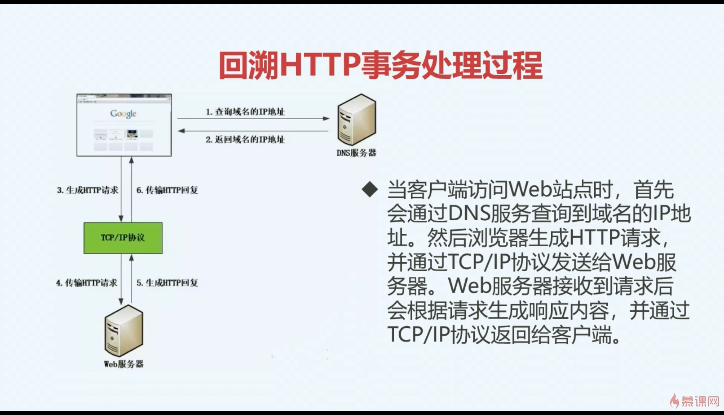 回溯HTTP事务处理过程
Google
1.查询域名的IP地址
2.返回域名的IP地址
DNS服务器
3.生成HTTP请求
6.传输HTTP回复
TCP/IP协议
4.传输HTTP请求
5.生成HTTP回复
Web服务器
◆ 当客户端访问Web站点时，首先
会通过DNS服务查询到域名的IP地
址。然后浏览器生成HTTP请求，
并通过TCP/IP协议发送给Web服
务器。Web服务器接收到请求后
会根据请求生成响应内容，并通过
TCP/IP协议返回给客户端。
慕课网